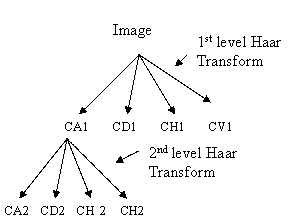 Image
1st level Haar
Transform
CA1 CD1 CH1 CV1
2nd level Haar
Transform
CA2 CD2 CH 2 CH2